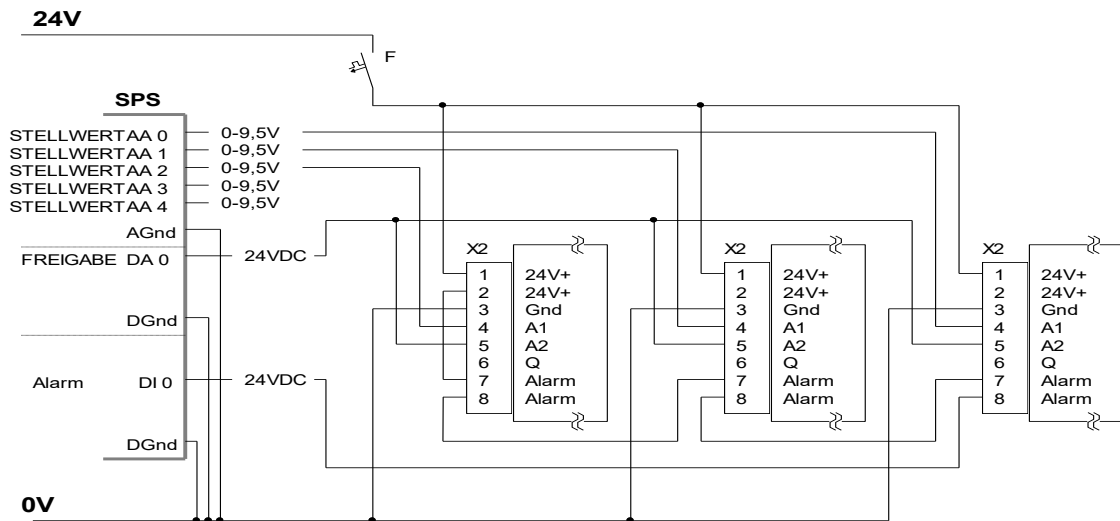 24V
F
SPS
STELLWERTAA 0 0-9,5V
STELLWERTAA 1 0-9,5V
STELLWERTAA 2 0-9,5V
STELLWERTAA 3 0-9,5V
STELLWERTAA 4 0-9,5V
AGnd
FREIGABE DA 0 24VDC
DGnd
Alarm DI 0 24VDC
DGnd
0V
X2
1 24V+
2 24V+
3 Gnd
4 A1
5 A2
6 Q
7 Alarm
8 Alarm
X2
1 24V+
2 24V+
3 Gnd
4 A1
5 A2
6 Q
7 Alarm
8 Alarm
X2
1 24V+
2 24V+
3 Gnd
4 A1
5 A2
6 Q
7 Alarm
8 Alarm